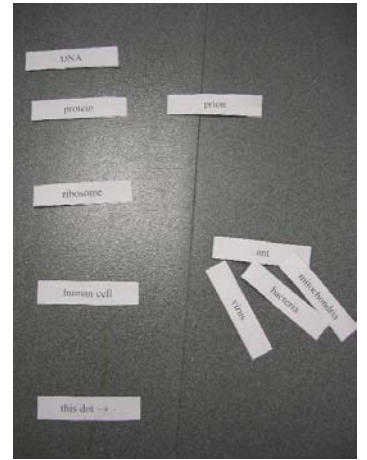 DNA
protein
prion
ribosome
ant
mitochondria
bacteria
virus
human cell
this dot → .